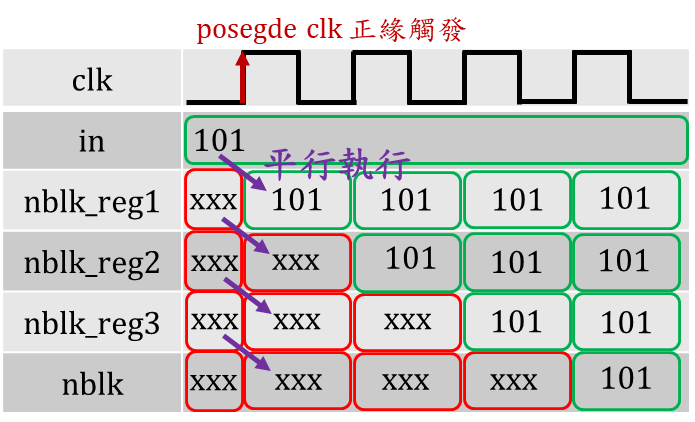 posegde clk 正緣觸發
clk
in 101
平行執行
nblk_reg1 xxx 101 101 101 101
nblk_reg2 xxx xxx 101 101 101
nblk_reg3 xxx xxx xxx 101 101
nblk xxx xxx xxx xxx 101